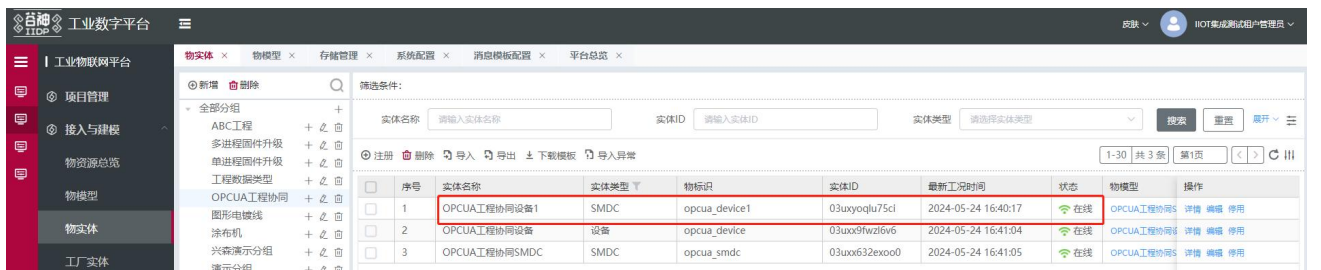 谷神 IIDP 工业数字平台 皮肤 IIOT集成测试租户管理员
工业物联网平台
项目管理
接入与建模
物资源总览
物模型
物实体
工厂实体
物实体 × 物模型 × 存储管理 × 系统配置 × 消息模板配置 × 平台总览 ×
新增 删除
全部分组
ABC工程
多进程固件升级
单进程固件升级
工程数据类型
OPCUA工程协同
图形电镀线
涂布机
兴森演示分组
演示分组
筛选条件:
实体名称 请输入实体名称 实体ID 请输入实体ID 实体类型 请选择实体类型 搜索 重置 展开
注册 删除 导入 导出 下载模板 导入异常 1-30 共 3 条 第1页
序号 实体名称 实体类型 物标识 实体ID 最新工况时间 状态 物模型 操作
1 OPCUA工程协同设备1 SMDC opcua_device1 03uxyoqlu75ci 2024-05-24 16:40:17 在线 OPCUA工程协同S 详情 编辑 停用
2 OPCUA工程协同设备 设备 opcua_device 03uxx9fwzl6v6 2024-05-24 16:41:04 在线 OPCUA工程协同设 详情 编辑 停用
3 OPCUA工程协同SMDC SMDC opcua_smdc 03uxx632exoo0 2024-05-24 16:41:05 在线 OPCUA工程协同S 详情 编辑 停用